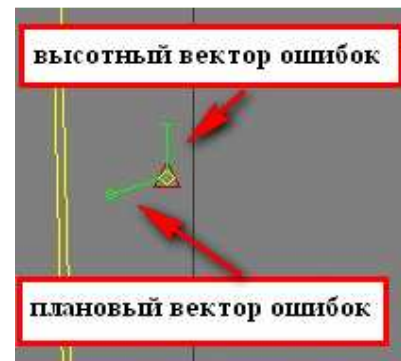 высотный вектор ошибок
плановый вектор ошибок